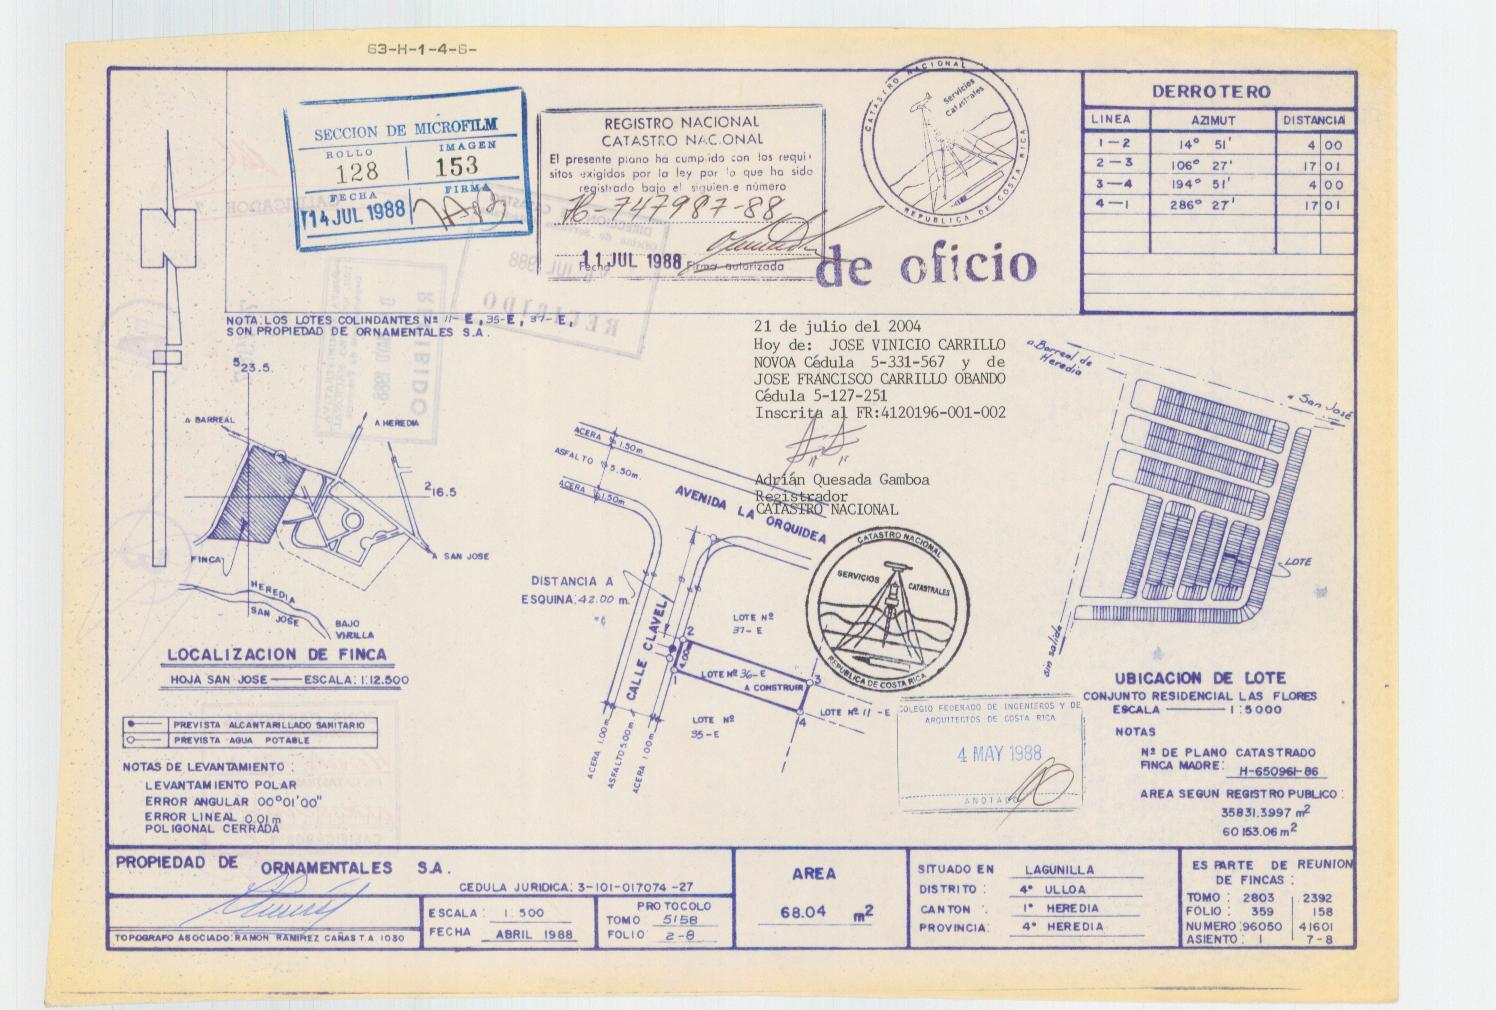 63-H-1-4-6-
SECCION DE MICROFILM
ROLLO IMAGEN
128 153
FECHA FIRMA
14 JUL 1988
REGISTRO NACIONAL
CATASTRO NACIONAL
El presente plano ha cumplido con los requi-
sitos exigidos por la ley por lo que ha sido
registrado bajo el siguiente número
H-747987-88
11 JUL 1988
Fecha Firma autorizada
CATASTRO NACIONAL
Servicios
Catastrales
REPUBLICA DE COSTA RICA
de oficio
DERROTERO
LINEA AZIMUT DISTANCIA
1-2 14° 51' 4 00
2-3 106° 27' 17 01
3-4 194° 51' 4 00
4-1 286° 27' 17 01
NOTA: LOS LOTES COLINDANTES Nº 11-E, 35-E, 37-E,
SON PROPIEDAD DE ORNAMENTALES S.A.
21 de julio del 2004
Hoy de: JOSE VINICIO CARRILLO
NOVOA Cédula 5-331-567 y de
JOSE FRANCISCO CARRILLO OBANDO
Cédula 5-127-251
Inscrita al FR:4120196-001-002
Adrián Quesada Gamboa
Registrador
CATASTRO NACIONAL
523.5
A BARREAL
A HEREDIA
216.5
A SAN JOSE
FINCA
HEREDIA
SAN JOSE
BAJO
VIRILLA
LOCALIZACION DE FINCA
HOJA SAN JOSE ESCALA: 1:12.500
PREVISTA ALCANTARILLADO SANITARIO
PREVISTA AGUA POTABLE
NOTAS DE LEVANTAMIENTO:
LEVANTAMIENTO POLAR
ERROR ANGULAR 00°01'00"
ERROR LINEAL 0.01 m
POLIGONAL CERRADA
ACERA 1.50m.
ASFALTO 5.50m.
ACERA 1.50m
AVENIDA LA ORQUIDEA
DISTANCIA A
ESQUINA: 42.00 m.
CALLE CLAVEL
LOTE Nº
37-E
2
4.00m
1
LOTE Nº 36-E
A CONSTRUIR
3
4
LOTE Nº 11-E
LOTE Nº
35-E
ACERA 1.00 m
ASFALTO 5.00 m
ACERA 1.00 m
CATASTRO NACIONAL
SERVICIOS CATASTRALES
REPUBLICA DE COSTA RICA
COLEGIO FEDERADO DE INGENIEROS Y DE
ARQUITECTOS DE COSTA RICA
4 MAY 1988
ANOTADO
a Barreal de
Heredia
a San José
LOTE
sin salida
UBICACION DE LOTE
CONJUNTO RESIDENCIAL LAS FLORES
ESCALA 1:5000
NOTAS
Nº DE PLANO CATASTRADO
FINCA MADRE: H-650961-86
AREA SEGUN REGISTRO PUBLICO:
35831.3997 m²
60 153.06 m²
PROPIEDAD DE ORNAMENTALES S.A.
CEDULA JURIDICA: 3-101-017074-27
TOPOGRAFO ASOCIADO: RAMON RAMIREZ CAÑAS T.A. 1030
ESCALA: 1:500
FECHA ABRIL 1988
PROTOCOLO
TOMO 5158
FOLIO: 2-8
AREA
68.04 m²
SITUADO EN LAGUNILLA
DISTRITO: 4º ULLOA
CANTON: 1º HEREDIA
PROVINCIA: 4º HEREDIA
ES PARTE DE REUNION
DE FINCAS:
TOMO: 2803 2392
FOLIO: 359 158
NUMERO: 96050 41601
ASIENTO: 1 7-8